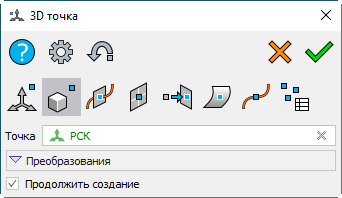 3D точка
Точка РСК
Преобразования
Продолжить создание